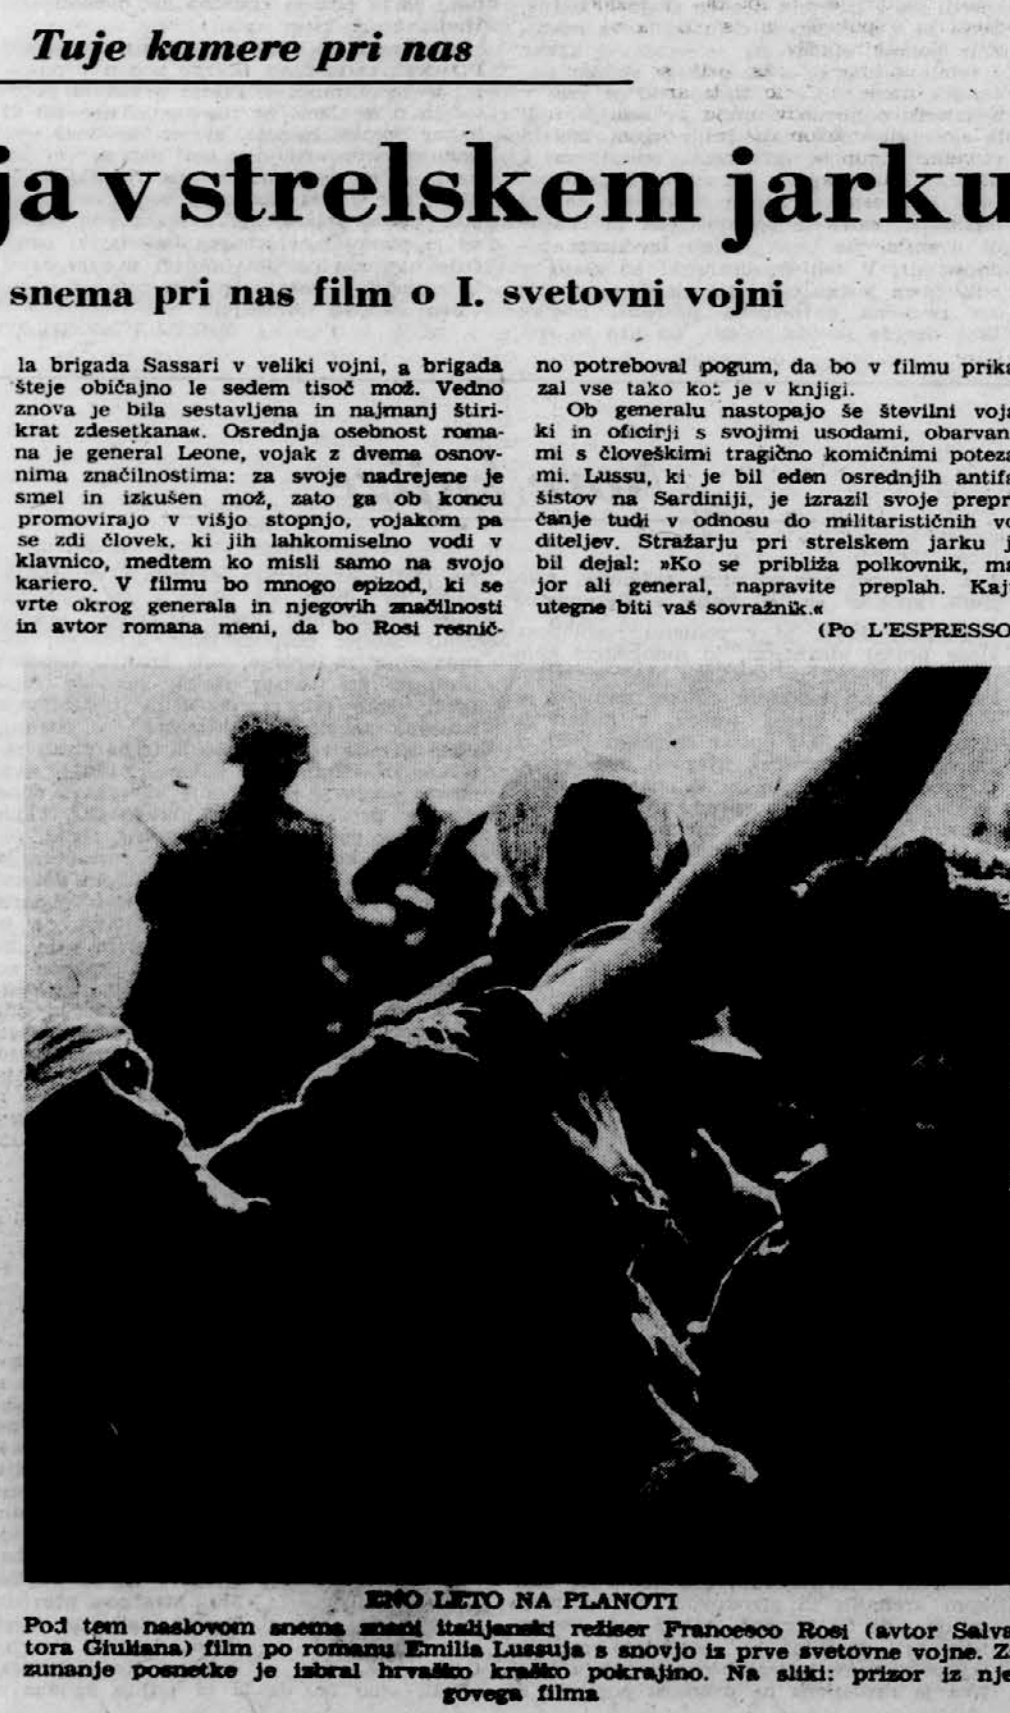 Tuje kamere pri nas
ja v strelskem jarku
snema pri nas film o I. svetovni vojni
la brigada Sassari v veliki vojni, a brigada
šteje običajno le sedem tisoč mož. Vedno
znova je bila sestavljena in najmanj štiri-
krat zdesetkana«. Osrednja osebnost roma-
na je general Leone, vojak z dvema osnov-
nima značilnostima: za svoje nadrejene je
smel in izkušen mož, zato ga ob koncu
promovirajo v višjo stopnjo, vojakom pa
se zdi človek, ki jih lahkomiselno vodi v
klavnico, medtem ko misli samo na svojo
kariero. V filmu bo mnogo epizod, ki se
vrte okrog generala in njegovih značilnosti
in avtor romana meni, da bo Rosi resnič-
no potreboval pogum, da bo v filmu prika
zal vse tako kot je v knjigi.
Ob generalu nastopajo še številni voja
ki in oficirji s svojimi usodami, obarvan
mi s človeškimi tragično komičnimi poteza
mi. Lussu, ki je bil eden osrednjih antifa
šistov na Sardiniji, je izrazil svoje prepr
čanje tudi v odnosu do militarističnih vo
diteljev. Stražarju pri strelskem jarku j
bil dejal: »Ko se približa polkovnik, ma
jor ali general, napravite preplah. Kaj
utegne biti vaš sovražnik.«
(Po L'ESPRESSO
ENO LETO NA PLANOTI
Pod tem naslovom snema znani italijanski režiser Francesco Rosi (avtor Salva
tora Giuliana) film po romanu Emilia Lussuja s snovjo iz prve svetovne vojne. Z
zunanje posnetke je izbral hrvaško kraško pokrajino. Na sliki: prizor iz nje
govega filma